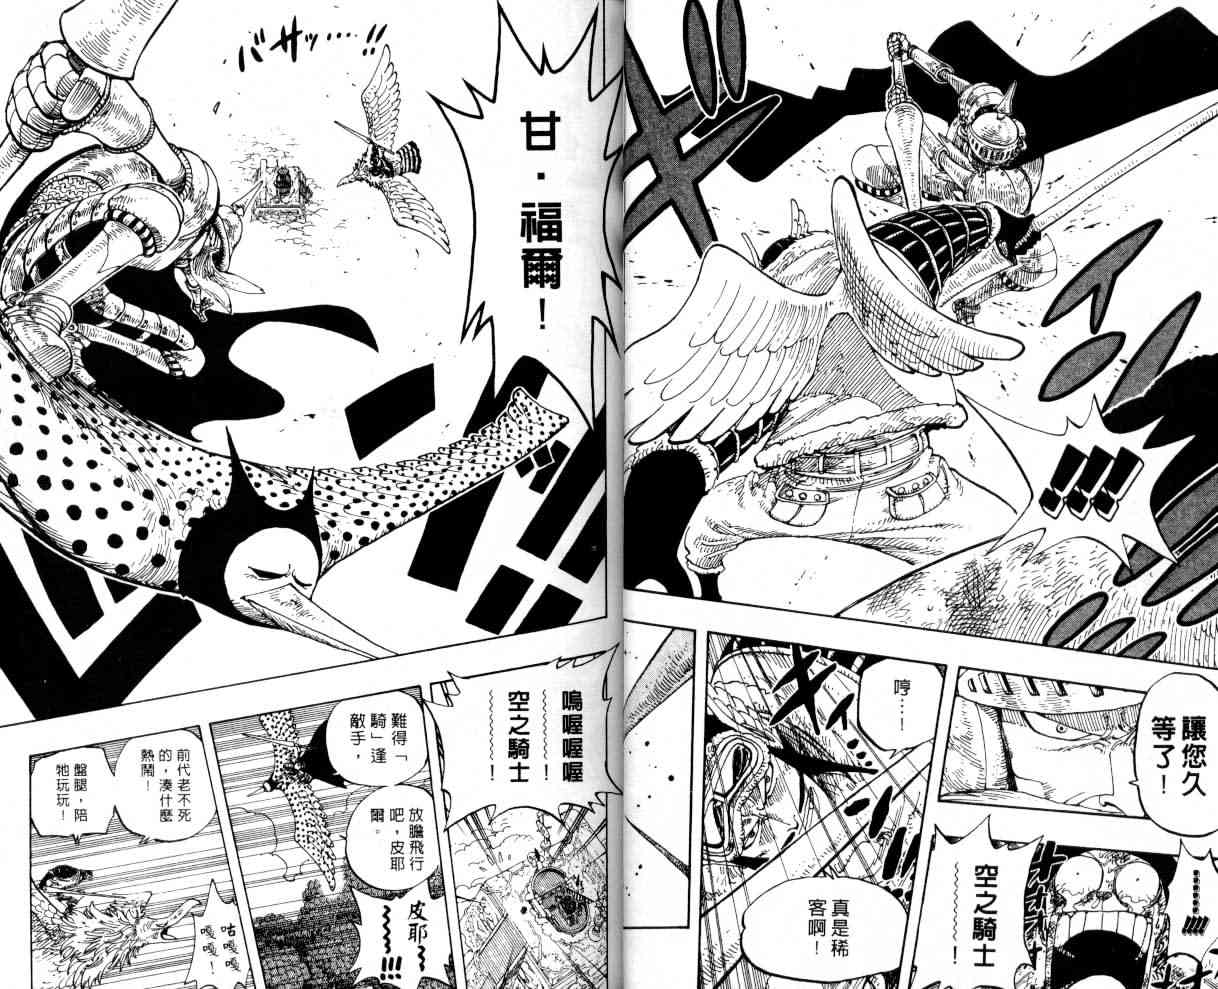 讓您久
等了！
空之騎士
～～～！
哼…！
真是稀
客啊！
甘．福爾！
バサッ……!!
嗚喔喔喔
～～～！
空之騎士
～～～！
難得「
騎」逢
敵手，
放膽飛行
吧，皮耶
爾。
皮耶～
前代老不死
的，湊什麼
熱鬧！
盤腿，陪
牠玩玩！
咕嘎嘎
嘎嘎！